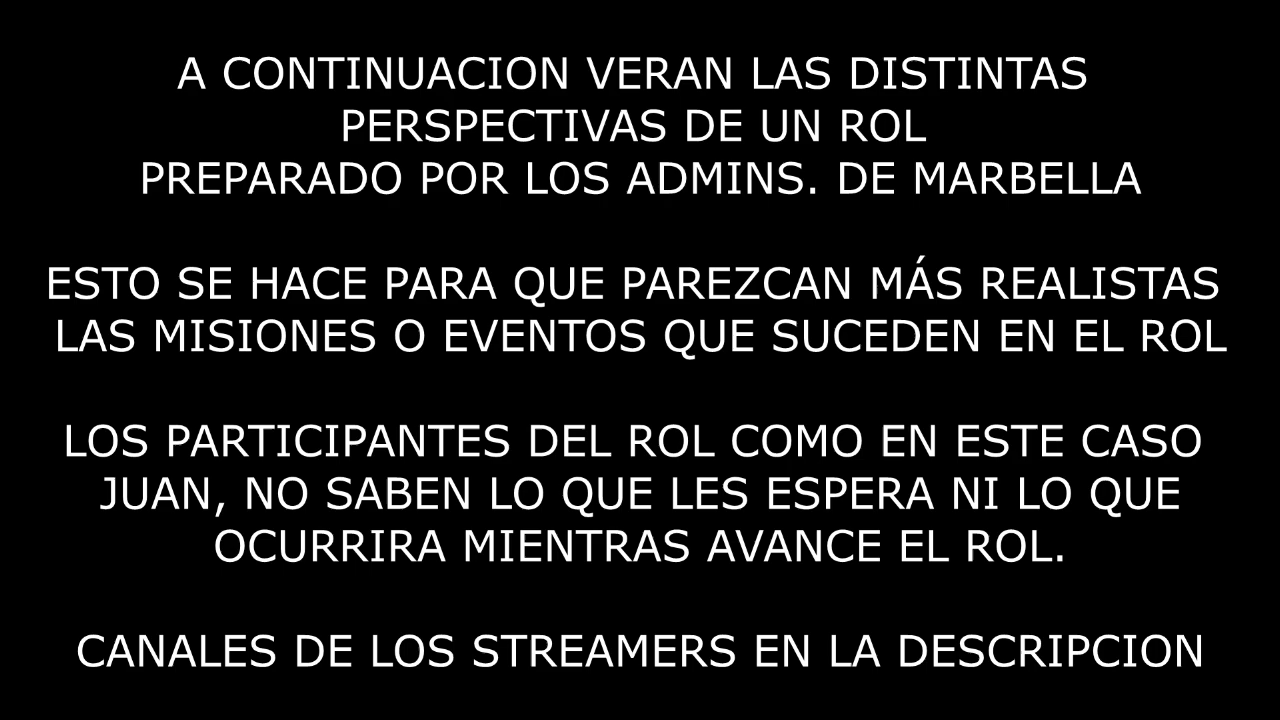 A CONTINUACION VERAN LAS DISTINTAS
PERSPECTIVAS DE UN ROL
PREPARADO POR LOS ADMINS. DE MARBELLA
ESTO SE HACE PARA QUE PAREZCAN MÁS REALISTAS
LAS MISIONES O EVENTOS QUE SUCEDEN EN EL ROL
LOS PARTICIPANTES DEL ROL COMO EN ESTE CASO
JUAN, NO SABEN LO QUE LES ESPERA NI LO QUE
OCURRIRA MIENTRAS AVANCE EL ROL.
CANALES DE LOS STREAMERS EN LA DESCRIPCION